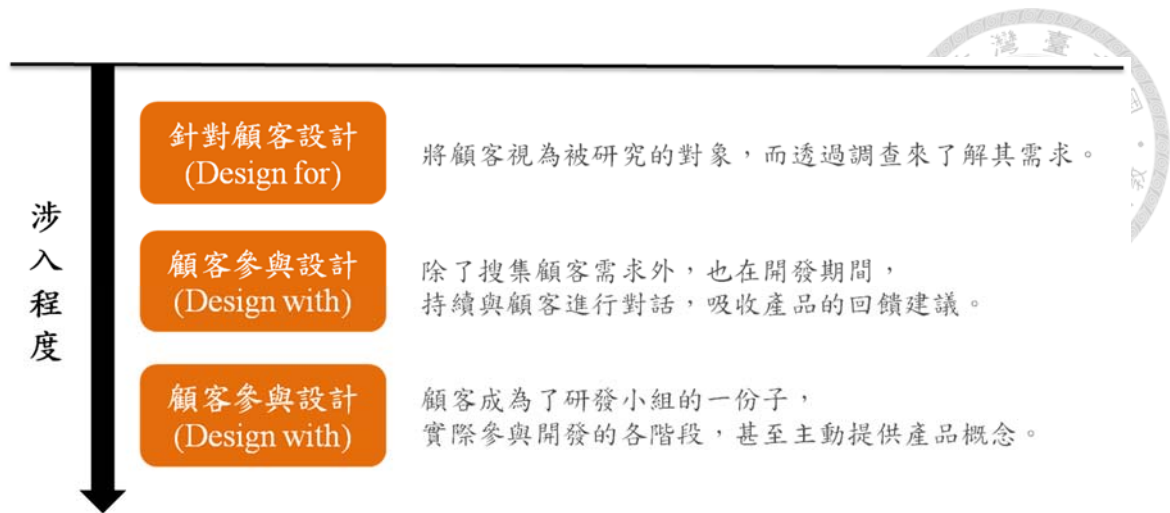 灣臺
針對顧客設計
(Design for)
將顧客視為被研究的對象,而透過調查來了解其需求。
涉入程度
顧客參與設計
(Design with)
除了搜集顧客需求外,也在開發期間,
持續與顧客進行對話,吸收產品的回饋建議。
顧客參與設計
(Design with)
顧客成為了研發小組的一份子,
實際參與開發的各階段,甚至主動提供產品概念。